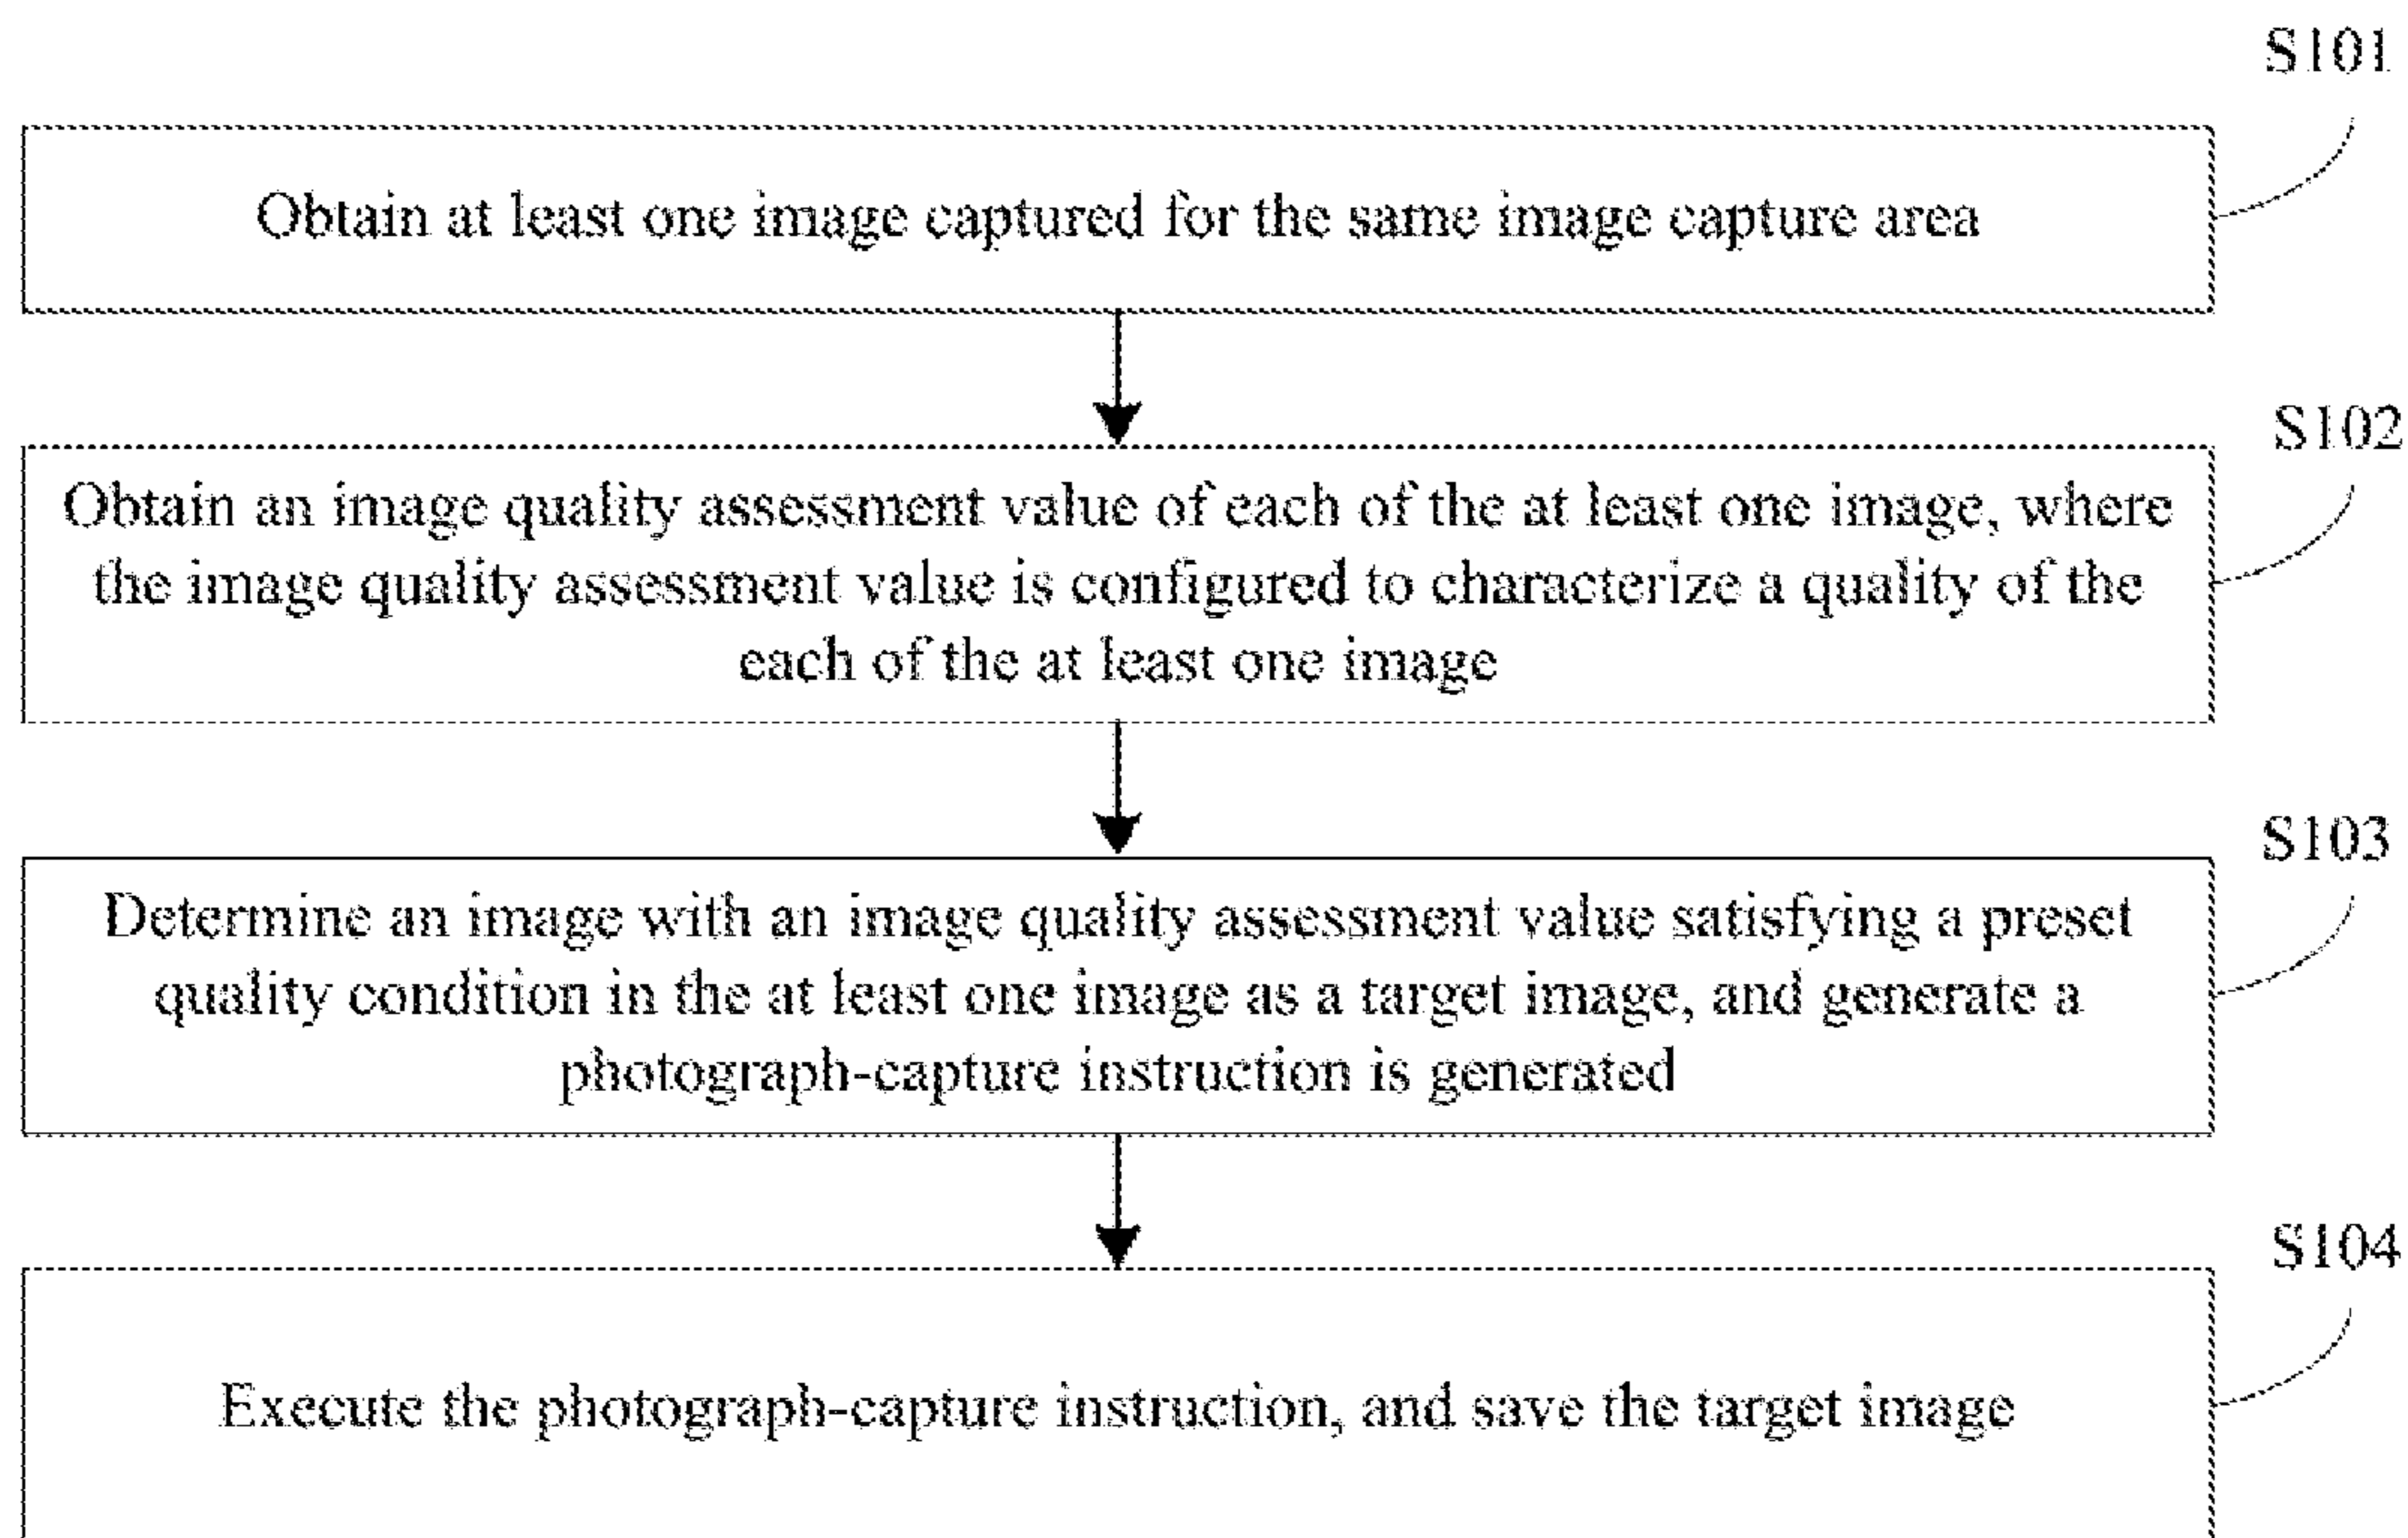 S101
Obtain at least one image captured for the same image capture area
S102
Obtain an image quality assessment value of each of the at least one image, where
the image quality assessment value is configured to characterize a quality of the
each of the at least one image
S103
Determine an image with an image quality assessment value satisfying a preset
quality condition in the at least one image as a target image, and generate a
photograph-capture instruction is generated
S104
Execute the photograph-capture instruction, and save the target image